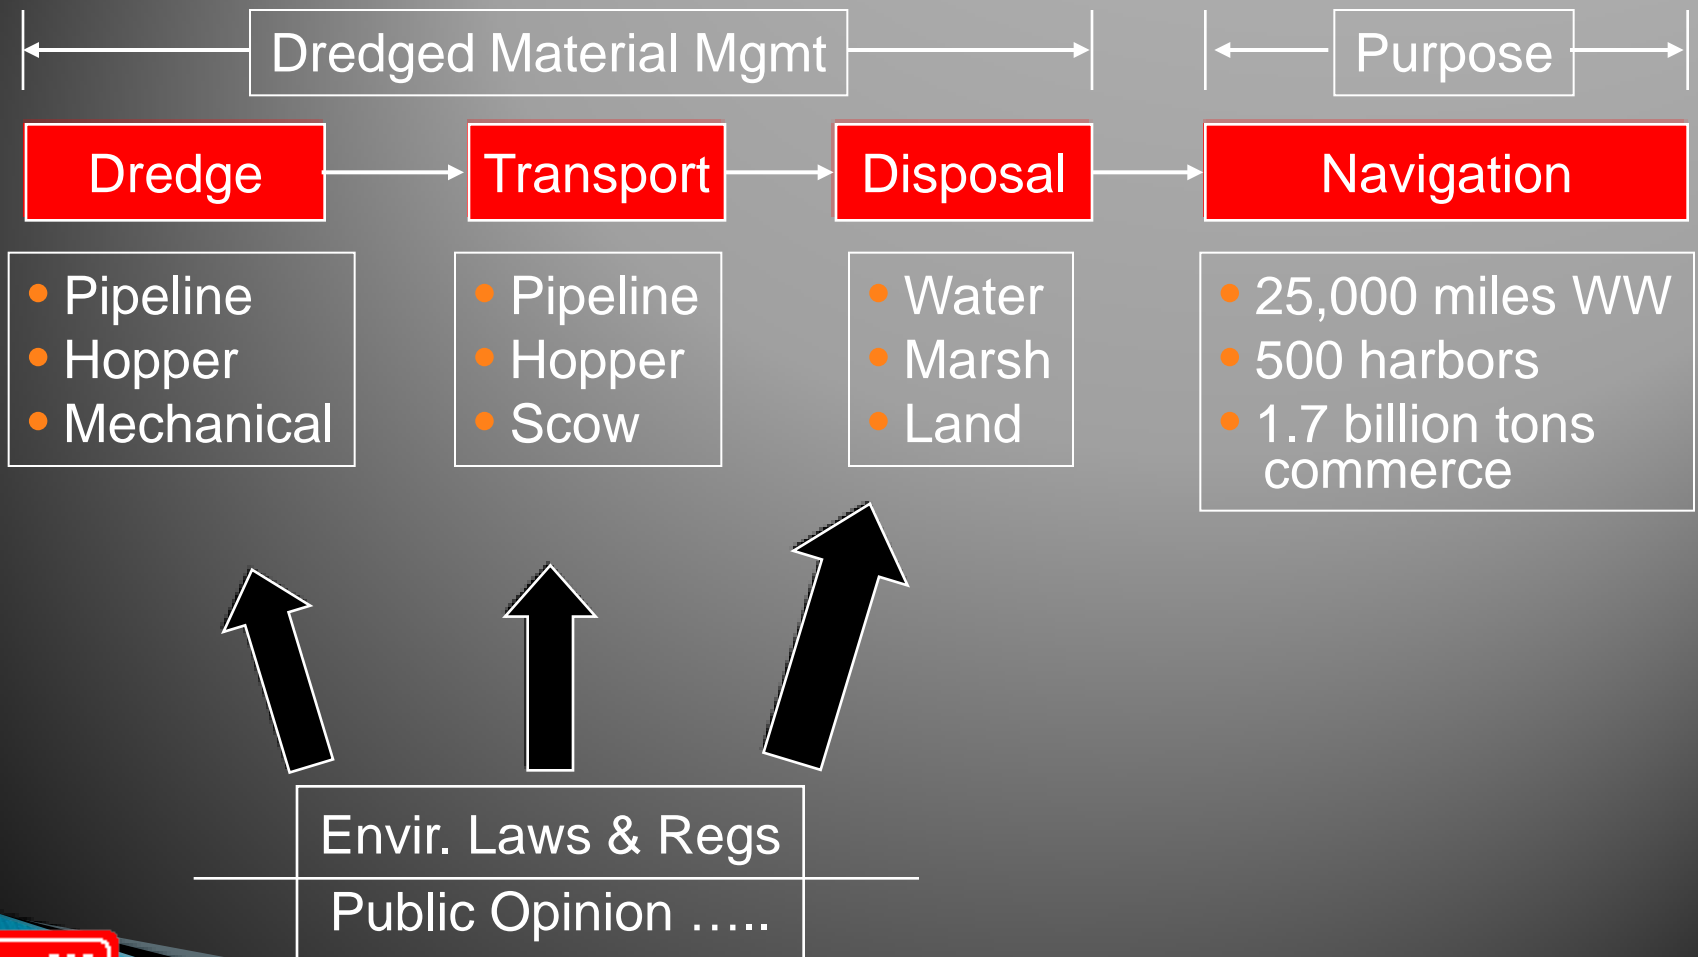 Dredged Material Mgmt
Purpose
Dredge
Transport
Disposal
Navigation
• Pipeline
• Hopper
• Mechanical
• Pipeline
• Hopper
• Scow
• Water
• Marsh
• Land
• 25,000 miles WW
• 500 harbors
• 1.7 billion tons
commerce
Envir. Laws & Regs
Public Opinion …..